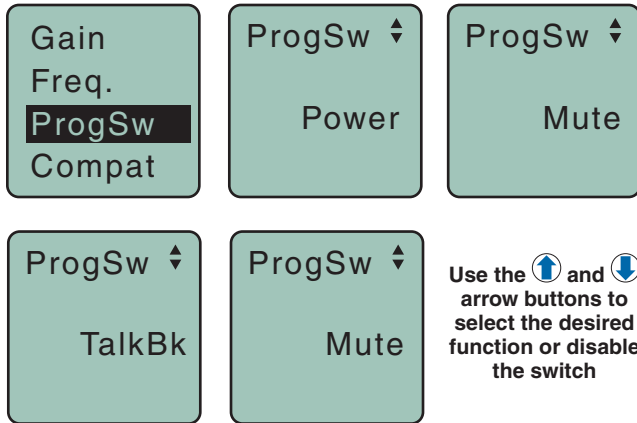 Gain
Freq.
ProgSw
Compat
ProgSw
Power
ProgSw
Mute
ProgSw
TalkBk
ProgSw
Mute
Use the and
arrow buttons to
select the desired
function or disable
the switch